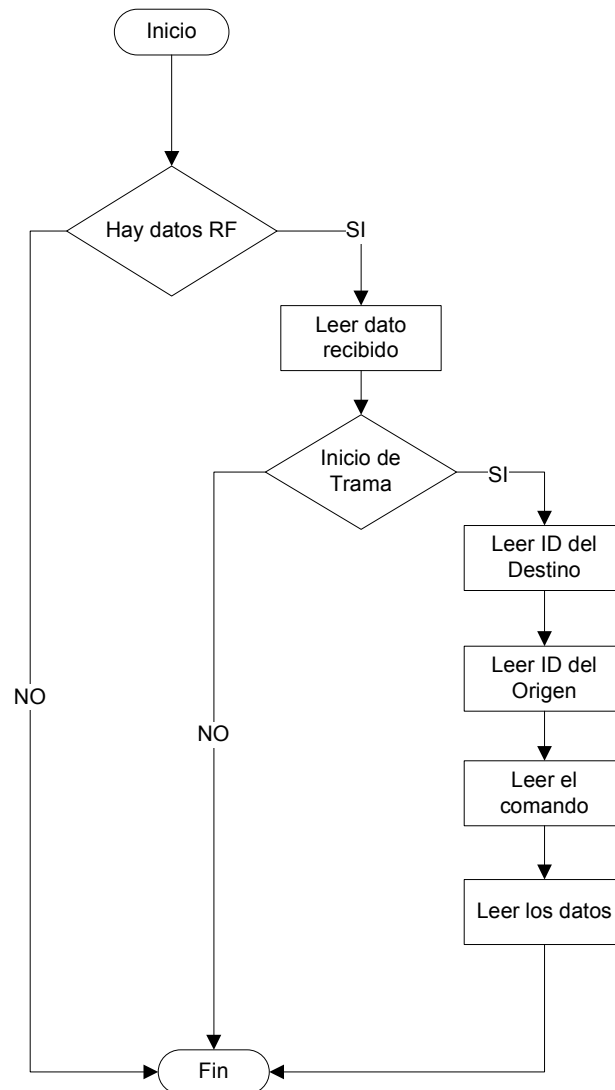 Inicio
Hay datos RF
SI
Leer dato
recibido
Inicio de
Trama
SI
Leer ID del
Destino
Leer ID del
Origen
NO
NO
Leer el
comando
Leer los datos
Fin